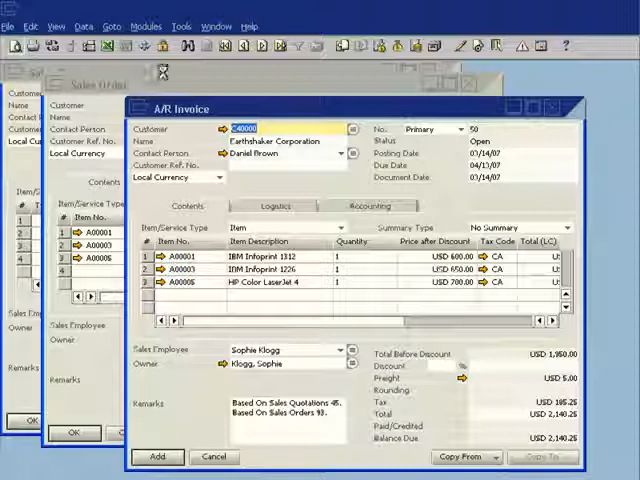 File Edit View Data Goto Modules Tools Window Help
Sales Order
A/R Invoice
Customer
Name
Contact Person
Customer Ref. No.
Local Currency
Contents
Item/Service Type
# Item No.
1 A00001
2 A00003
3 A00005
4
Sales Employee
Owner
Remarks
OK
Customer C40000
Name Earthshaker Corporation
Contact Person Daniel Brown
Customer Ref. No.
Local Currency
No. Primary 50
Status Open
Posting Date 03/14/07
Due Date 04/13/07
Document Date 03/14/07
Contents Logistics Accounting
Item/Service Type Item Summary Type No Summary
# Item No. Item Description Quantity Price after Discount Tax Code Total (LC)
1 A00001 IBM Infoprint 1312 1 USD 600.00 CA
2 A00003 IBM Infoprint 1226 1 USD 650.00 CA
3 A00005 HP Color LaserJet 4 1 USD 700.00 CA
Sales Employee Sophie Klogg
Owner Klogg, Sophie
Remarks Based On Sales Quotations 45.
Based On Sales Orders 93.
Total Before Discount USD 1,950.00
Discount %
Freight USD 5.00
Rounding
Tax USD 185.25
Total USD 2,140.25
Paid/Credited
Balance Due USD 2,140.25
Add Cancel Copy From Copy To